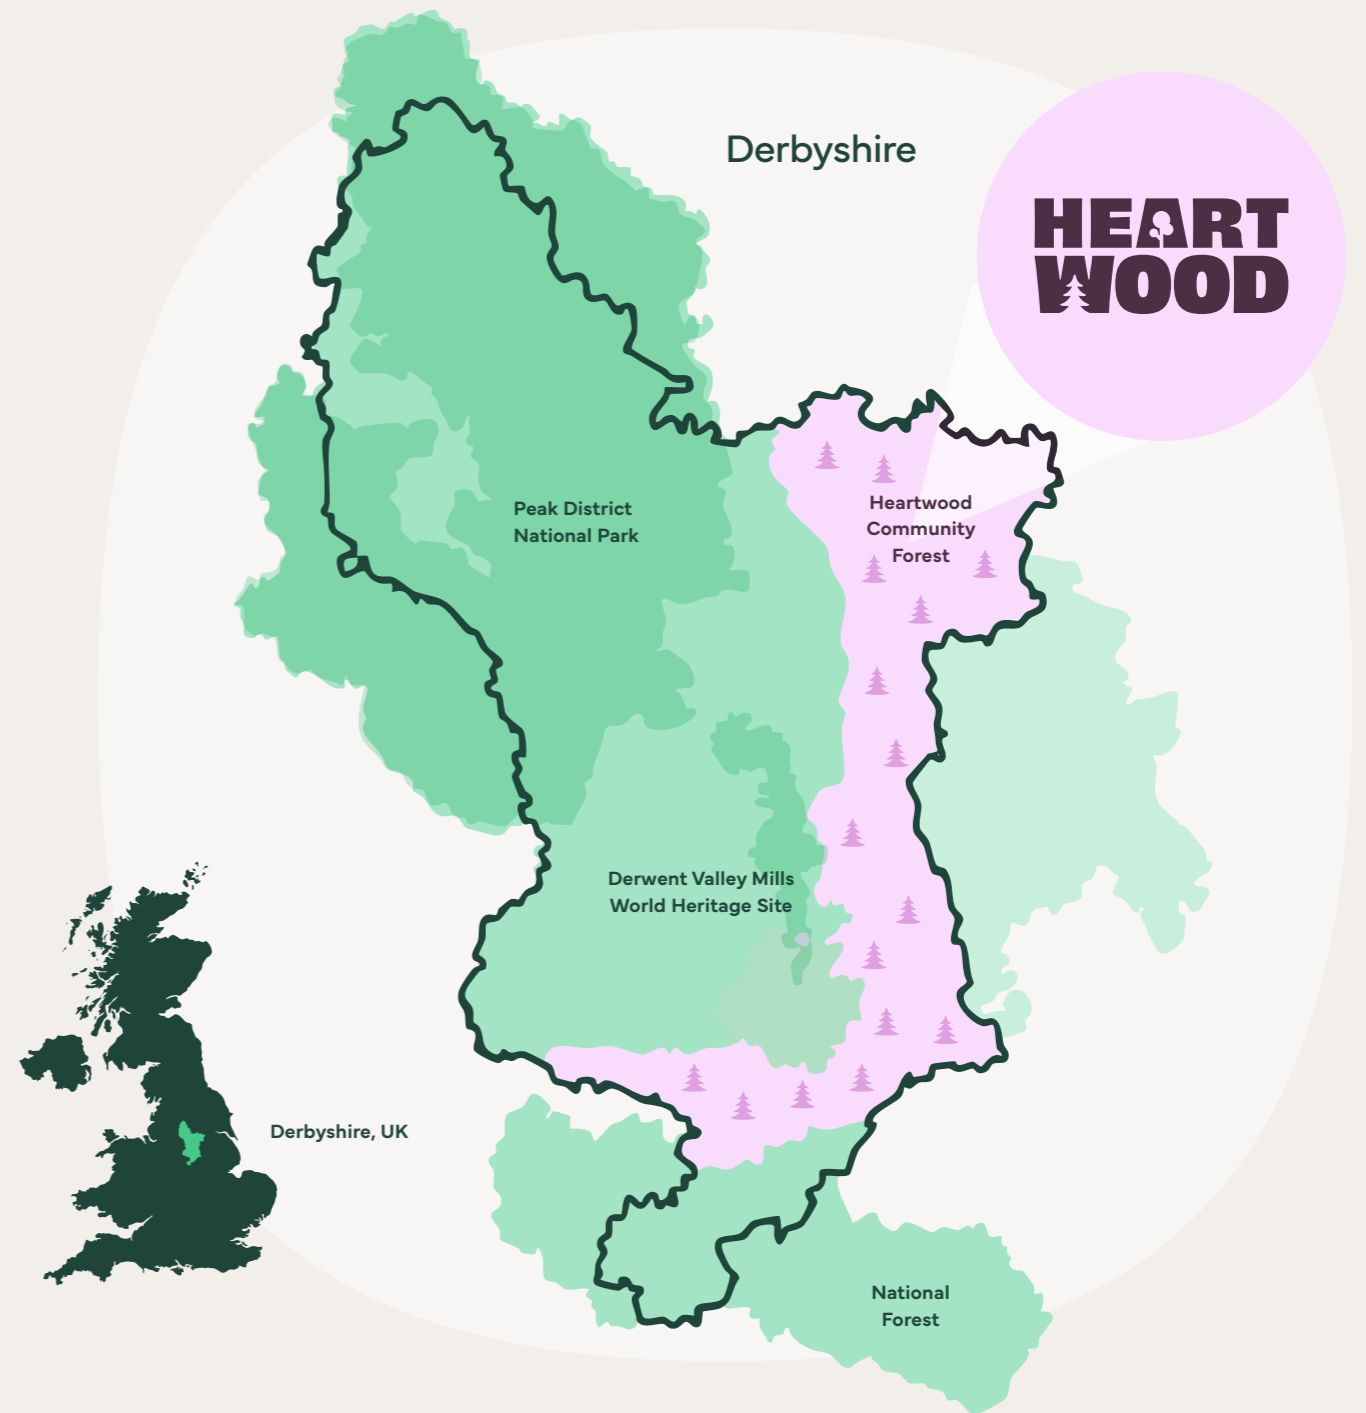 Derbyshire
HEART
WOOD
Peak District
National Park
Heartwood
Community
Forest
Derwent Valley Mills
World Heritage Site
Derbyshire, UK
National
Forest